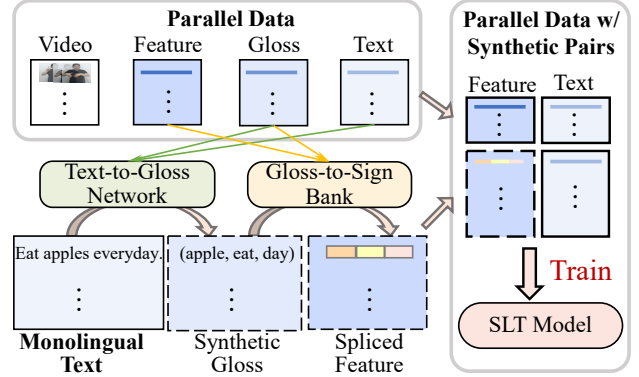 Parallel Data
Video
Feature
Gloss
Text
Text-to-Gloss
Network
Gloss-to-Sign
Bank
Eat apples everyday.
(apple, eat, day)
Monolingual
Text
Synthetic
Gloss
Spliced
Feature
Parallel Data w/
Synthetic Pairs
Feature
Text
Train
SLT Model